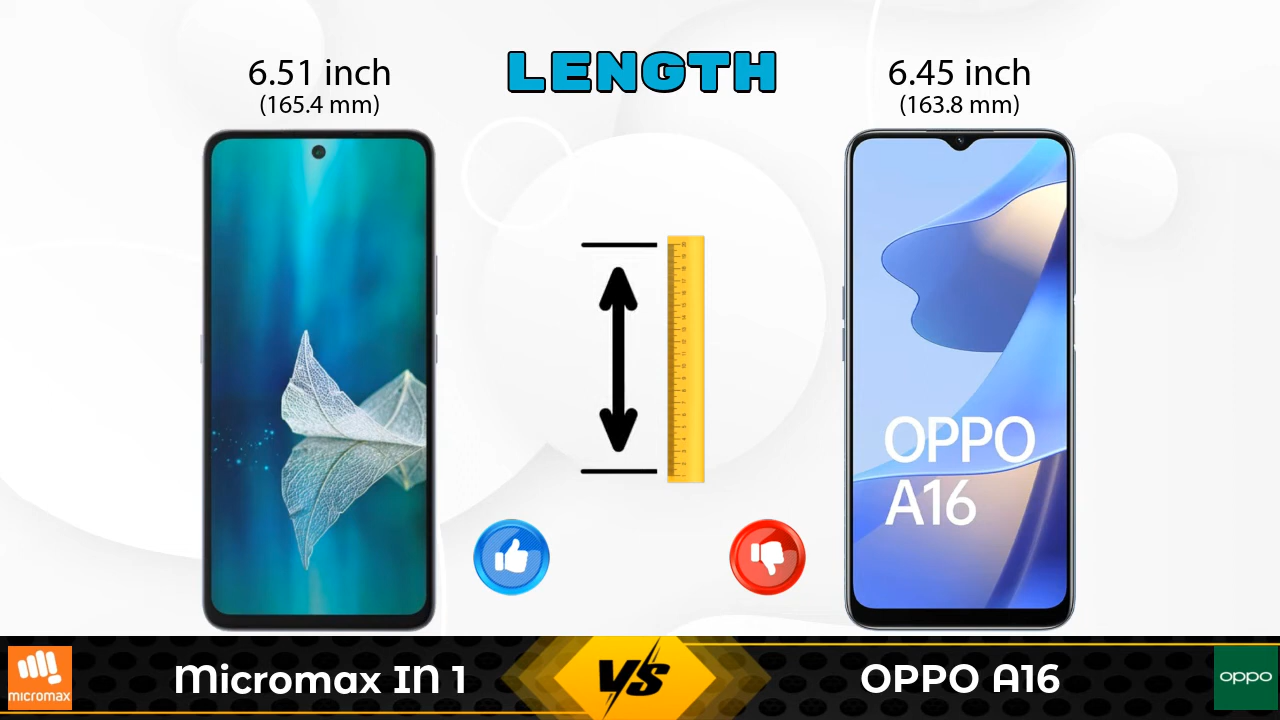 LENGTH
6.51 inch
(165.4 mm)
6.45 inch
(163.8 mm)
OPPO
A16
micromax
Micromax IN 1
VS
OPPO A16
oppo